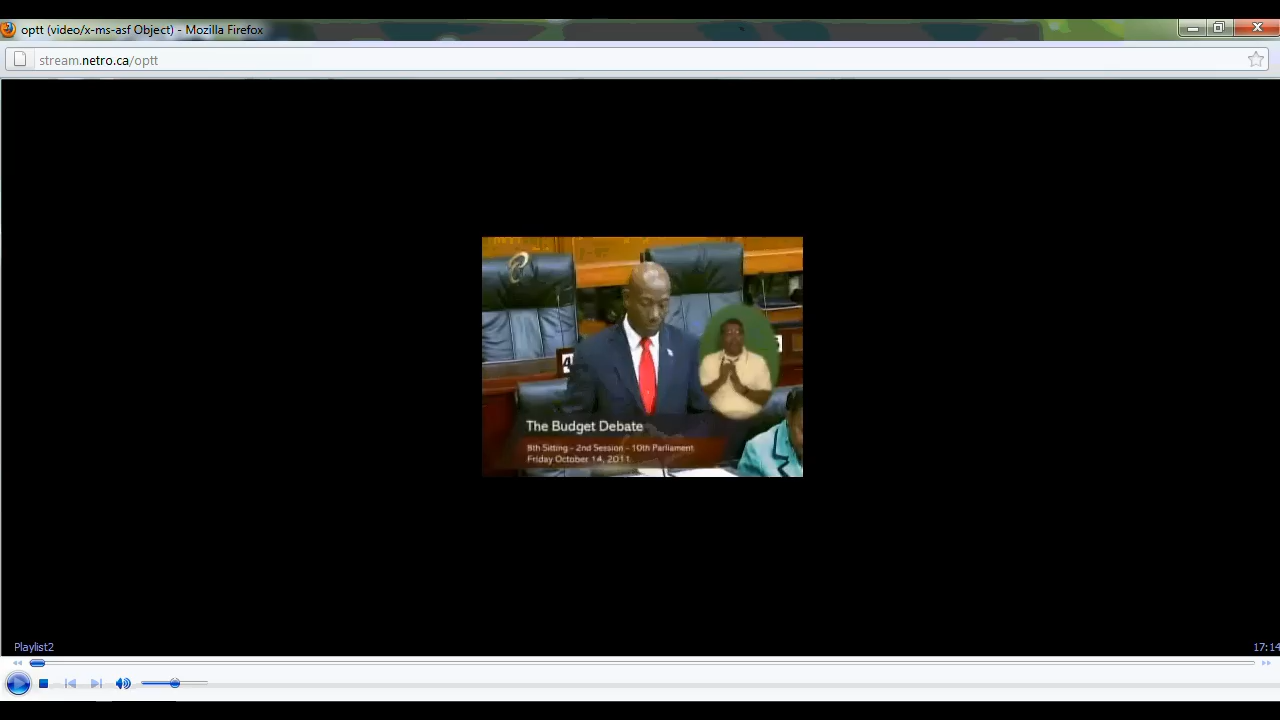 optt (video/x-ms-asf Object) - Mozilla Firefox
stream.netro.ca/optt
4
The Budget Debate
8th Sitting - 2nd Session - 10th Parliament
Friday October 14, 2011
Playlist2
17:14